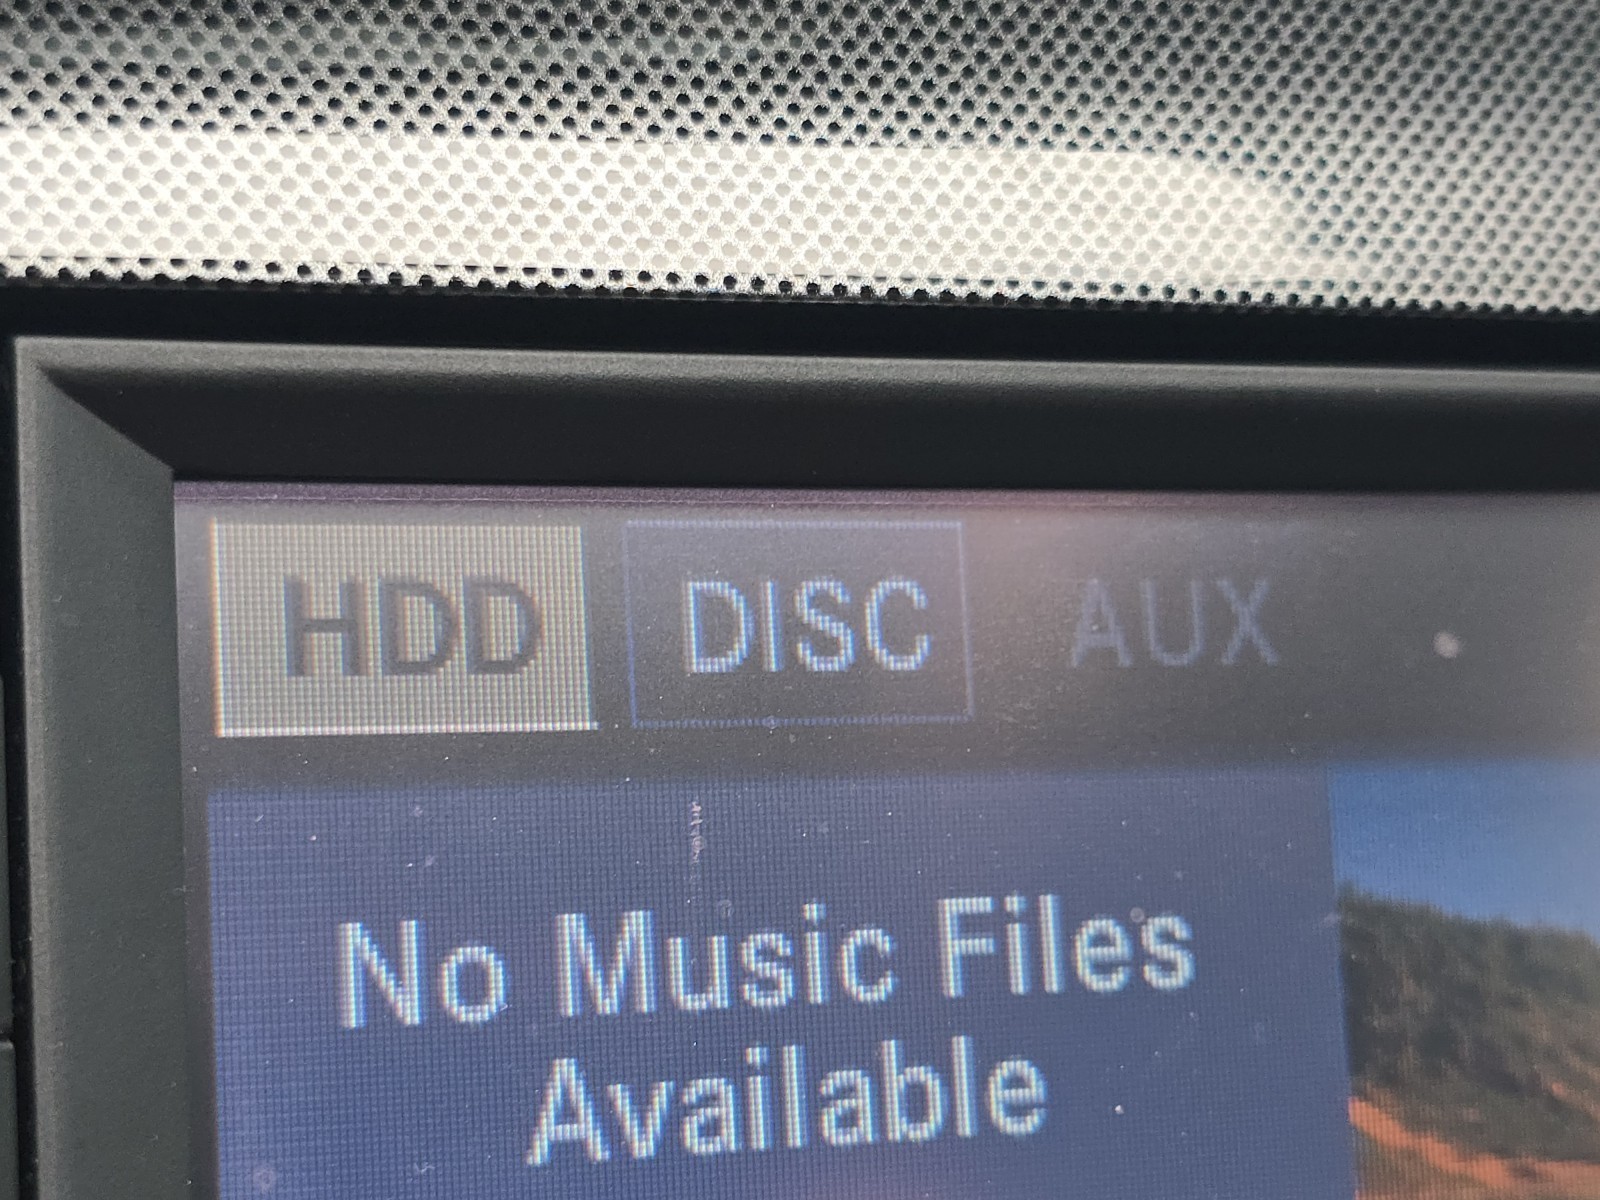 HDD DISC AUX
No Music Files
Available